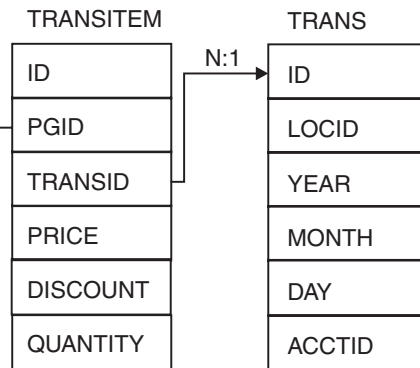 TRANSITEM
ID
PGID
TRANSID
PRICE
DISCOUNT
QUANTITY
N:1
TRANS
ID
LOCID
YEAR
MONTH
DAY
ACCTID